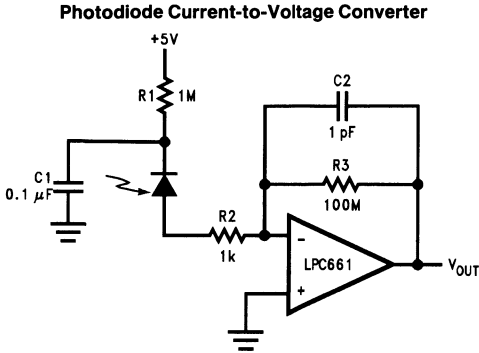 Photodiode Current-to-Voltage Converter
+5V
R1 1M
C2
1 pF
C1
0.1 μF
R3
100M
R2
1k
-
LPC661
+
VOUT